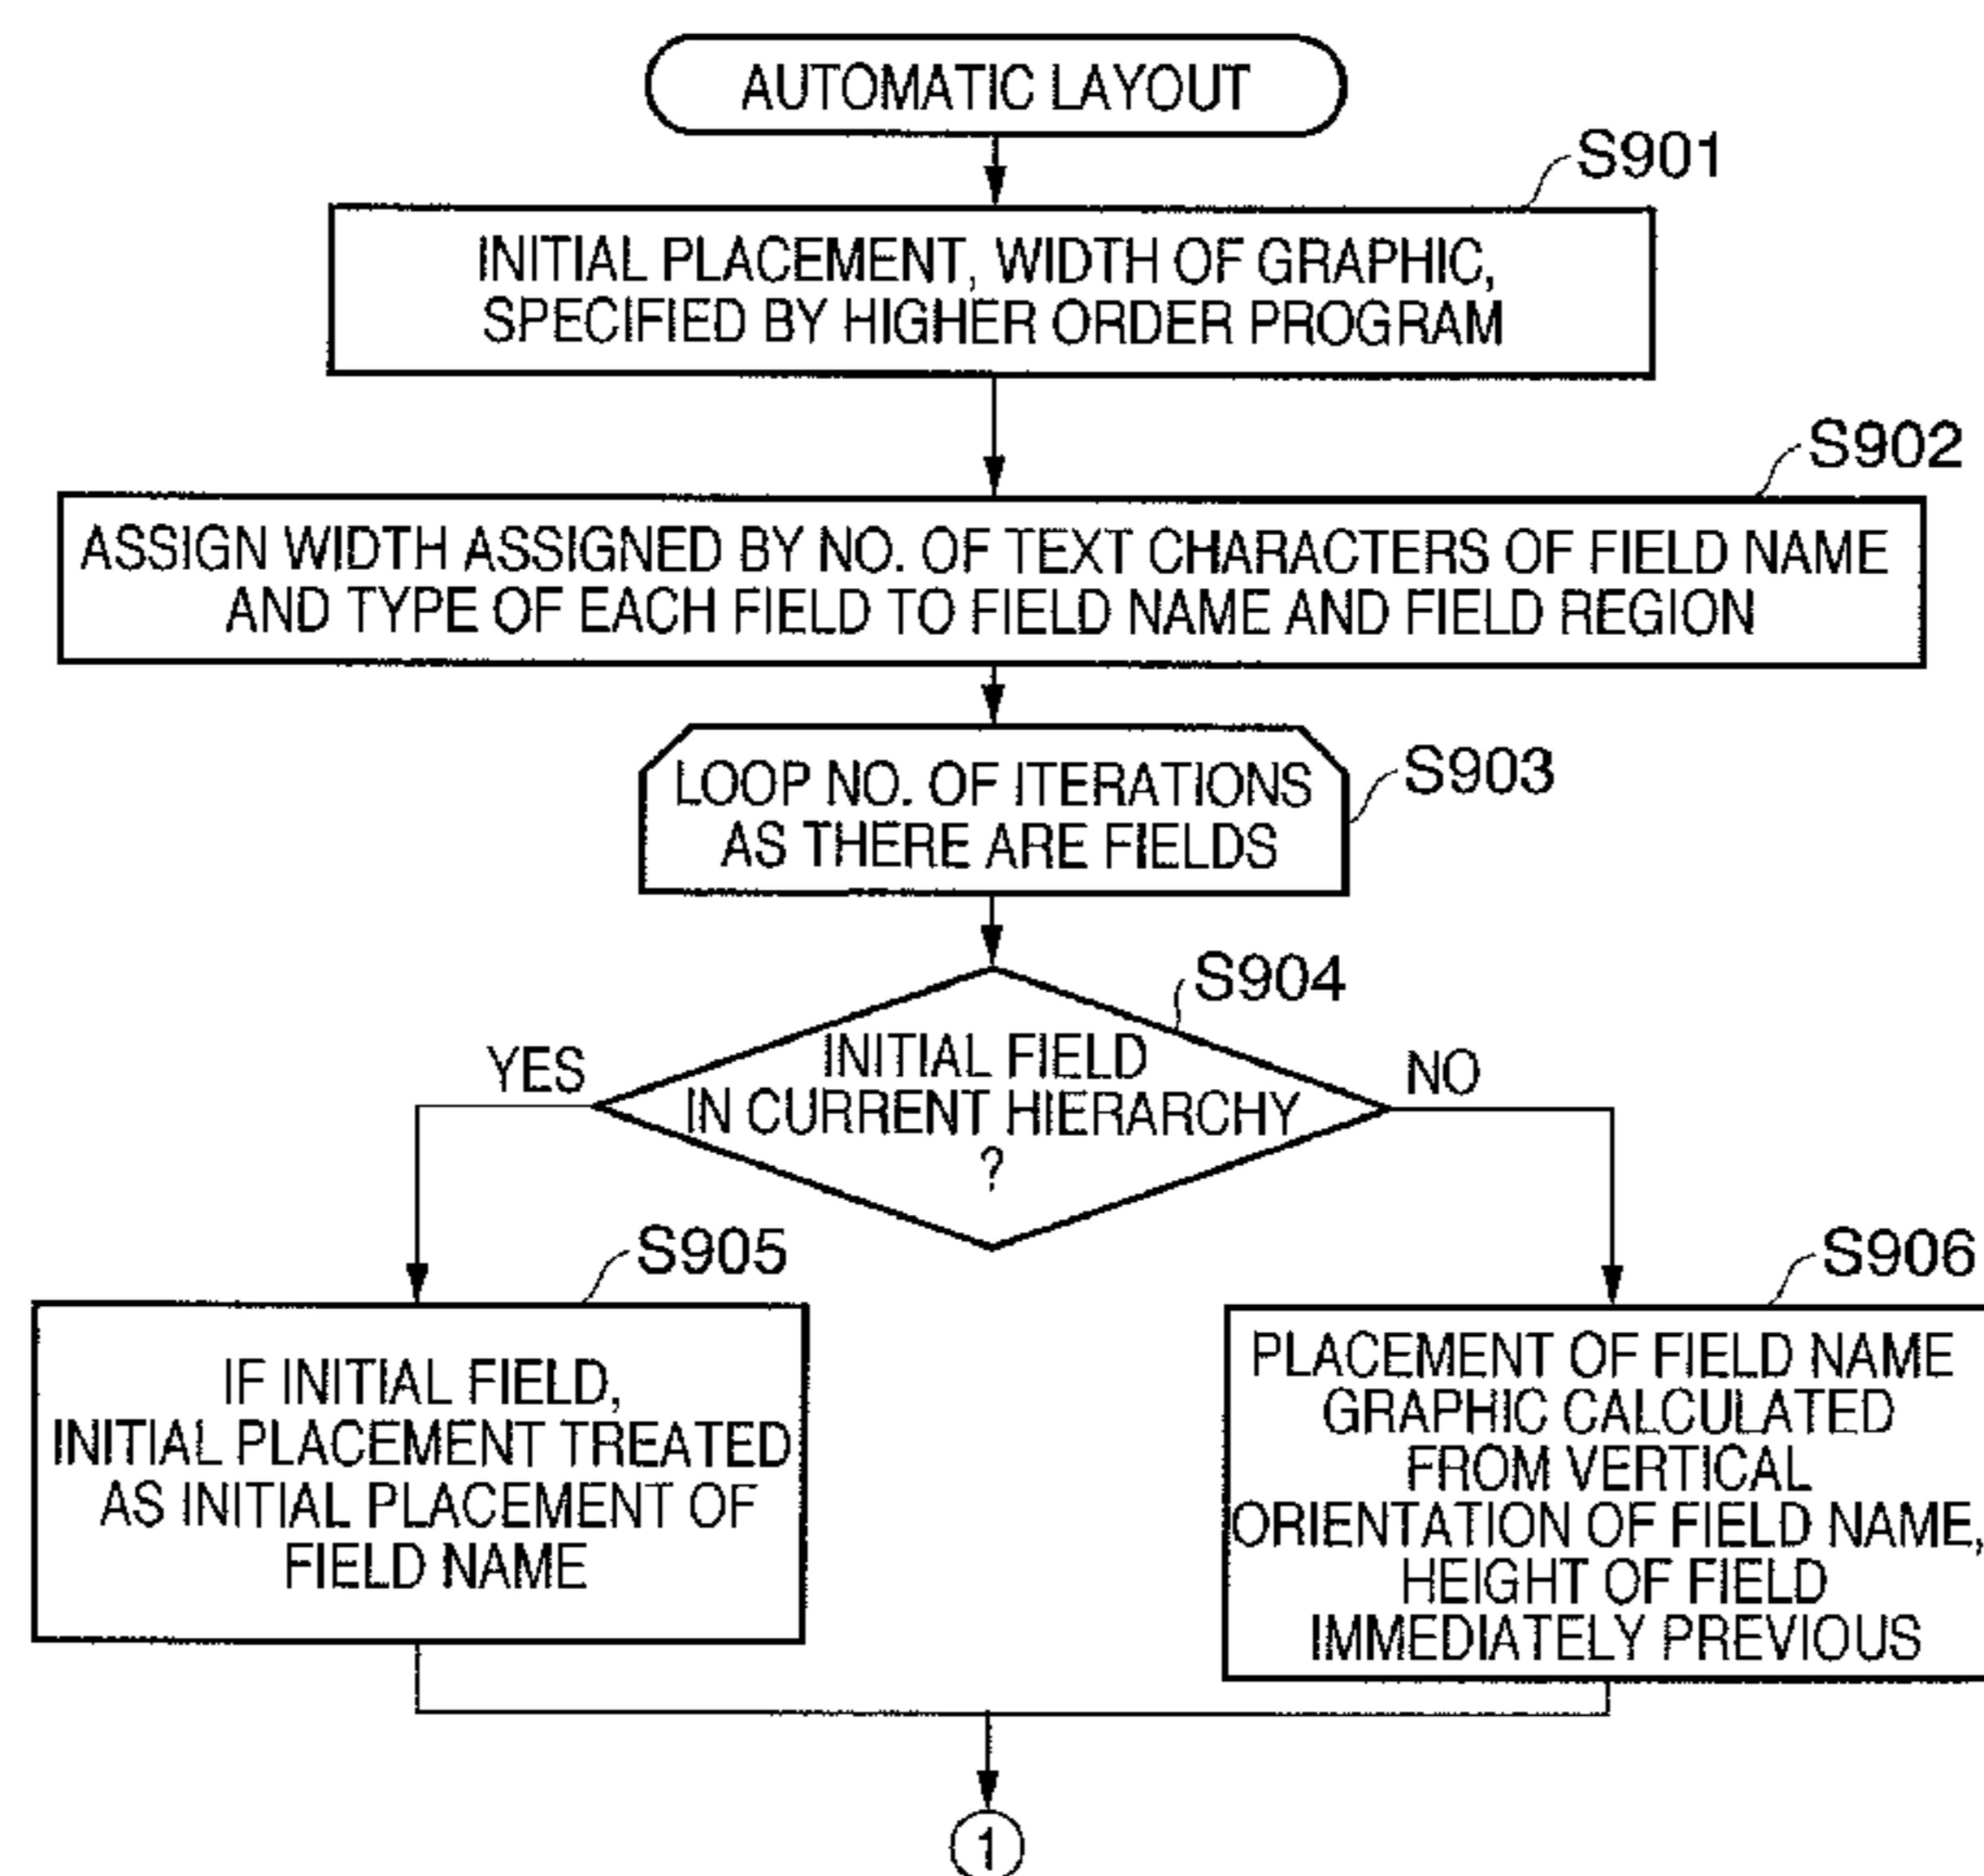 AUTOMATIC LAYOUT
S901
INITIAL PLACEMENT, WIDTH OF GRAPHIC,
SPECIFIED BY HIGHER ORDER PROGRAM
S902
ASSIGN WIDTH ASSIGNED BY NO. OF TEXT CHARACTERS OF FIELD NAME
AND TYPE OF EACH FIELD TO FIELD NAME AND FIELD REGION
LOOP NO. OF ITERATIONS
AS THERE ARE FIELDS
S903
S904
INITIAL FIELD
IN CURRENT HIERARCHY
?
YES
NO
S905
IF INITIAL FIELD,
INITIAL PLACEMENT TREATED
AS INITIAL PLACEMENT OF
FIELD NAME
S906
PLACEMENT OF FIELD NAME
GRAPHIC CALCULATED
FROM VERTICAL
ORIENTATION OF FIELD NAME,
HEIGHT OF FIELD
IMMEDIATELY PREVIOUS
1